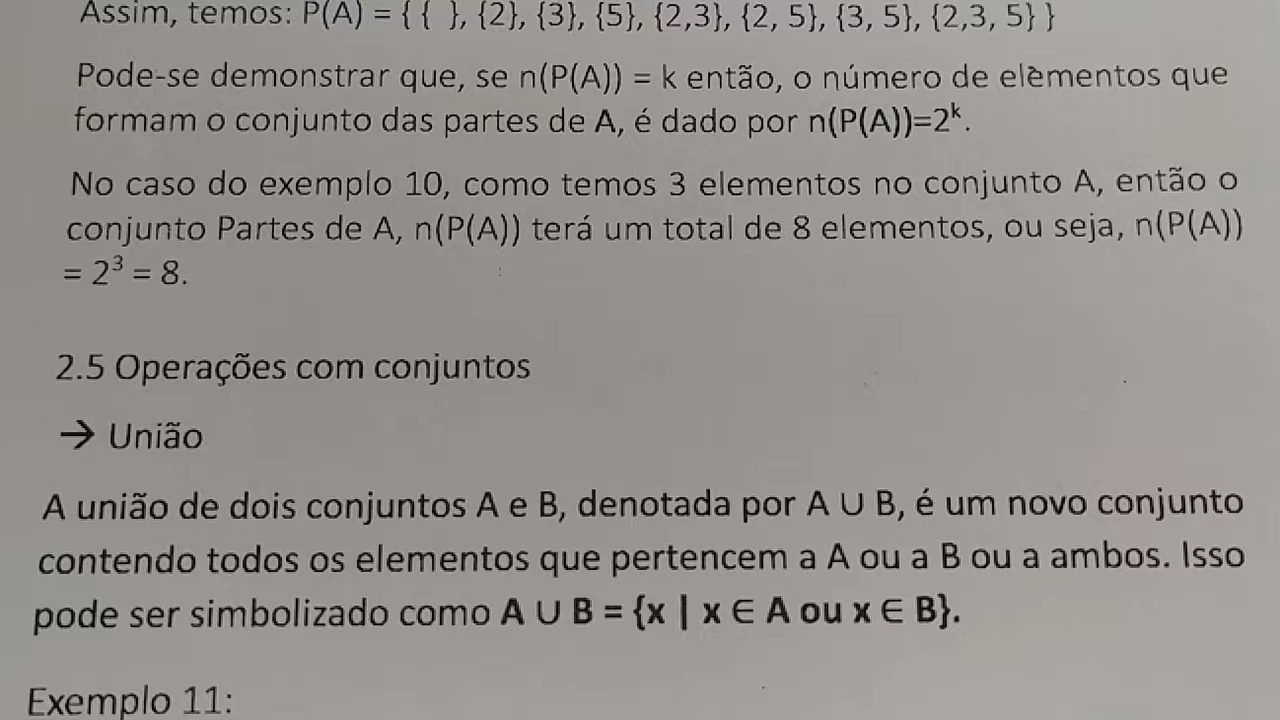 Assim, temos: P(A) = { { }, {2}, {3}, {5}, {2,3}, {2, 5}, {3, 5}, {2,3, 5} }
Pode-se demonstrar que, se n(P(A)) = k então, o número de elementos que
formam o conjunto das partes de A, é dado por n(P(A))=2ᵏ.
No caso do exemplo 10, como temos 3 elementos no conjunto A, então o
conjunto Partes de A, n(P(A)) terá um total de 8 elementos, ou seja, n(P(A))
= 2³ = 8.
2.5 Operações com conjuntos
→ União
A união de dois conjuntos A e B, denotada por A ∪ B, é um novo conjunto
contendo todos os elementos que pertencem a A ou a B ou a ambos. Isso
pode ser simbolizado como A ∪ B = {x | x ∈ A ou x ∈ B}.
Exemplo 11: